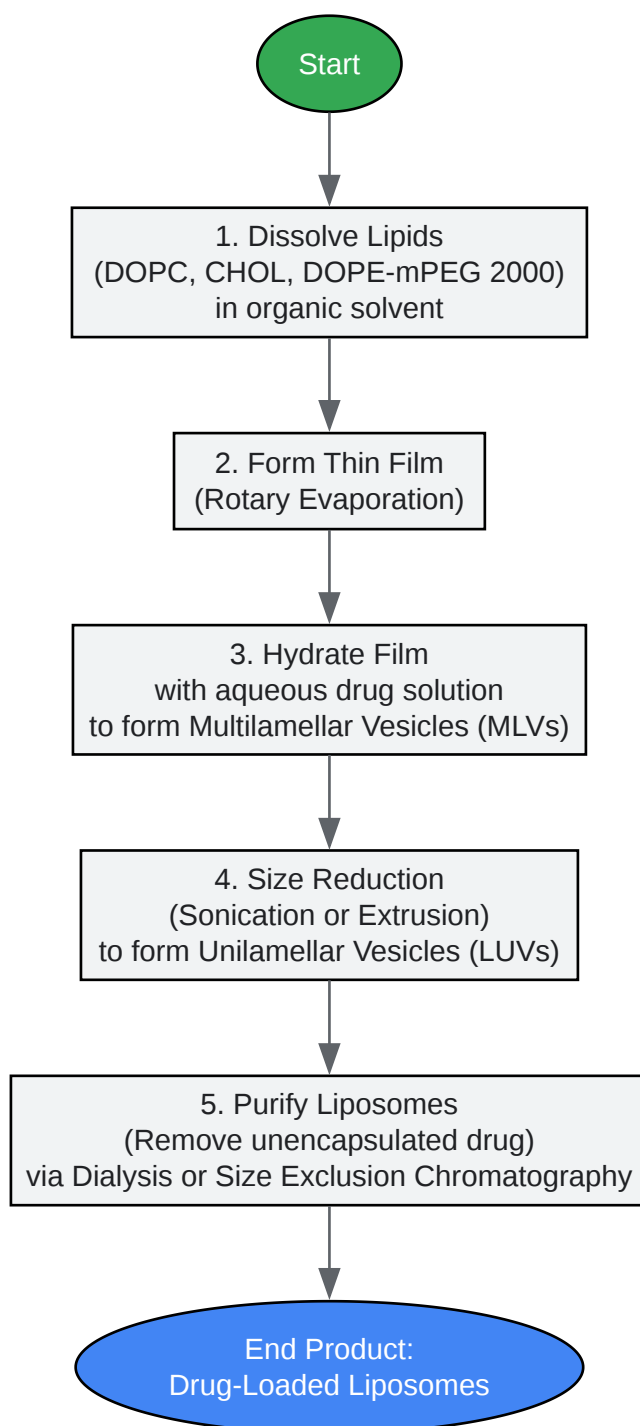 Start
1. Dissolve Lipids
(DOPC, CHOL, DOPE-mPEG 2000)
in organic solvent
2. Form Thin Film
(Rotary Evaporation)
3. Hydrate Film
with aqueous drug solution
to form Multilamellar Vesicles (MLVs)
4. Size Reduction
(Sonication or Extrusion)
to form Unilamellar Vesicles (LUVs)
5. Purify Liposomes
(Remove unencapsulated drug)
via Dialysis or Size Exclusion Chromatography
End Product:
Drug-Loaded Liposomes